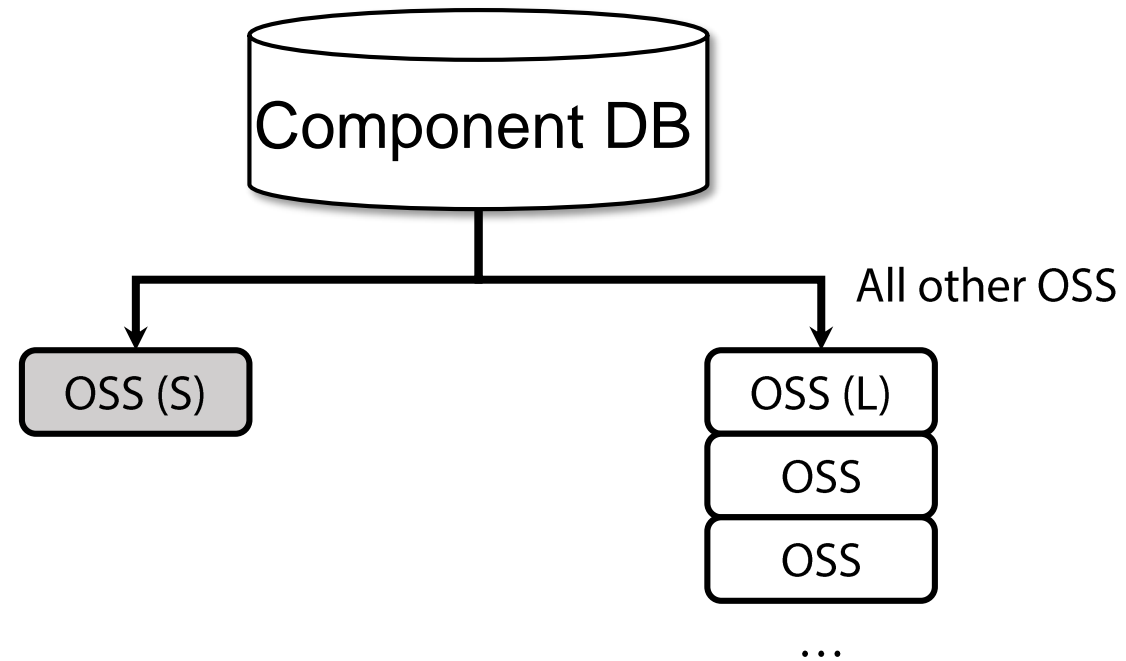 Component DB
All other OSS
OSS (S)
OSS (L)
OSS
OSS
...